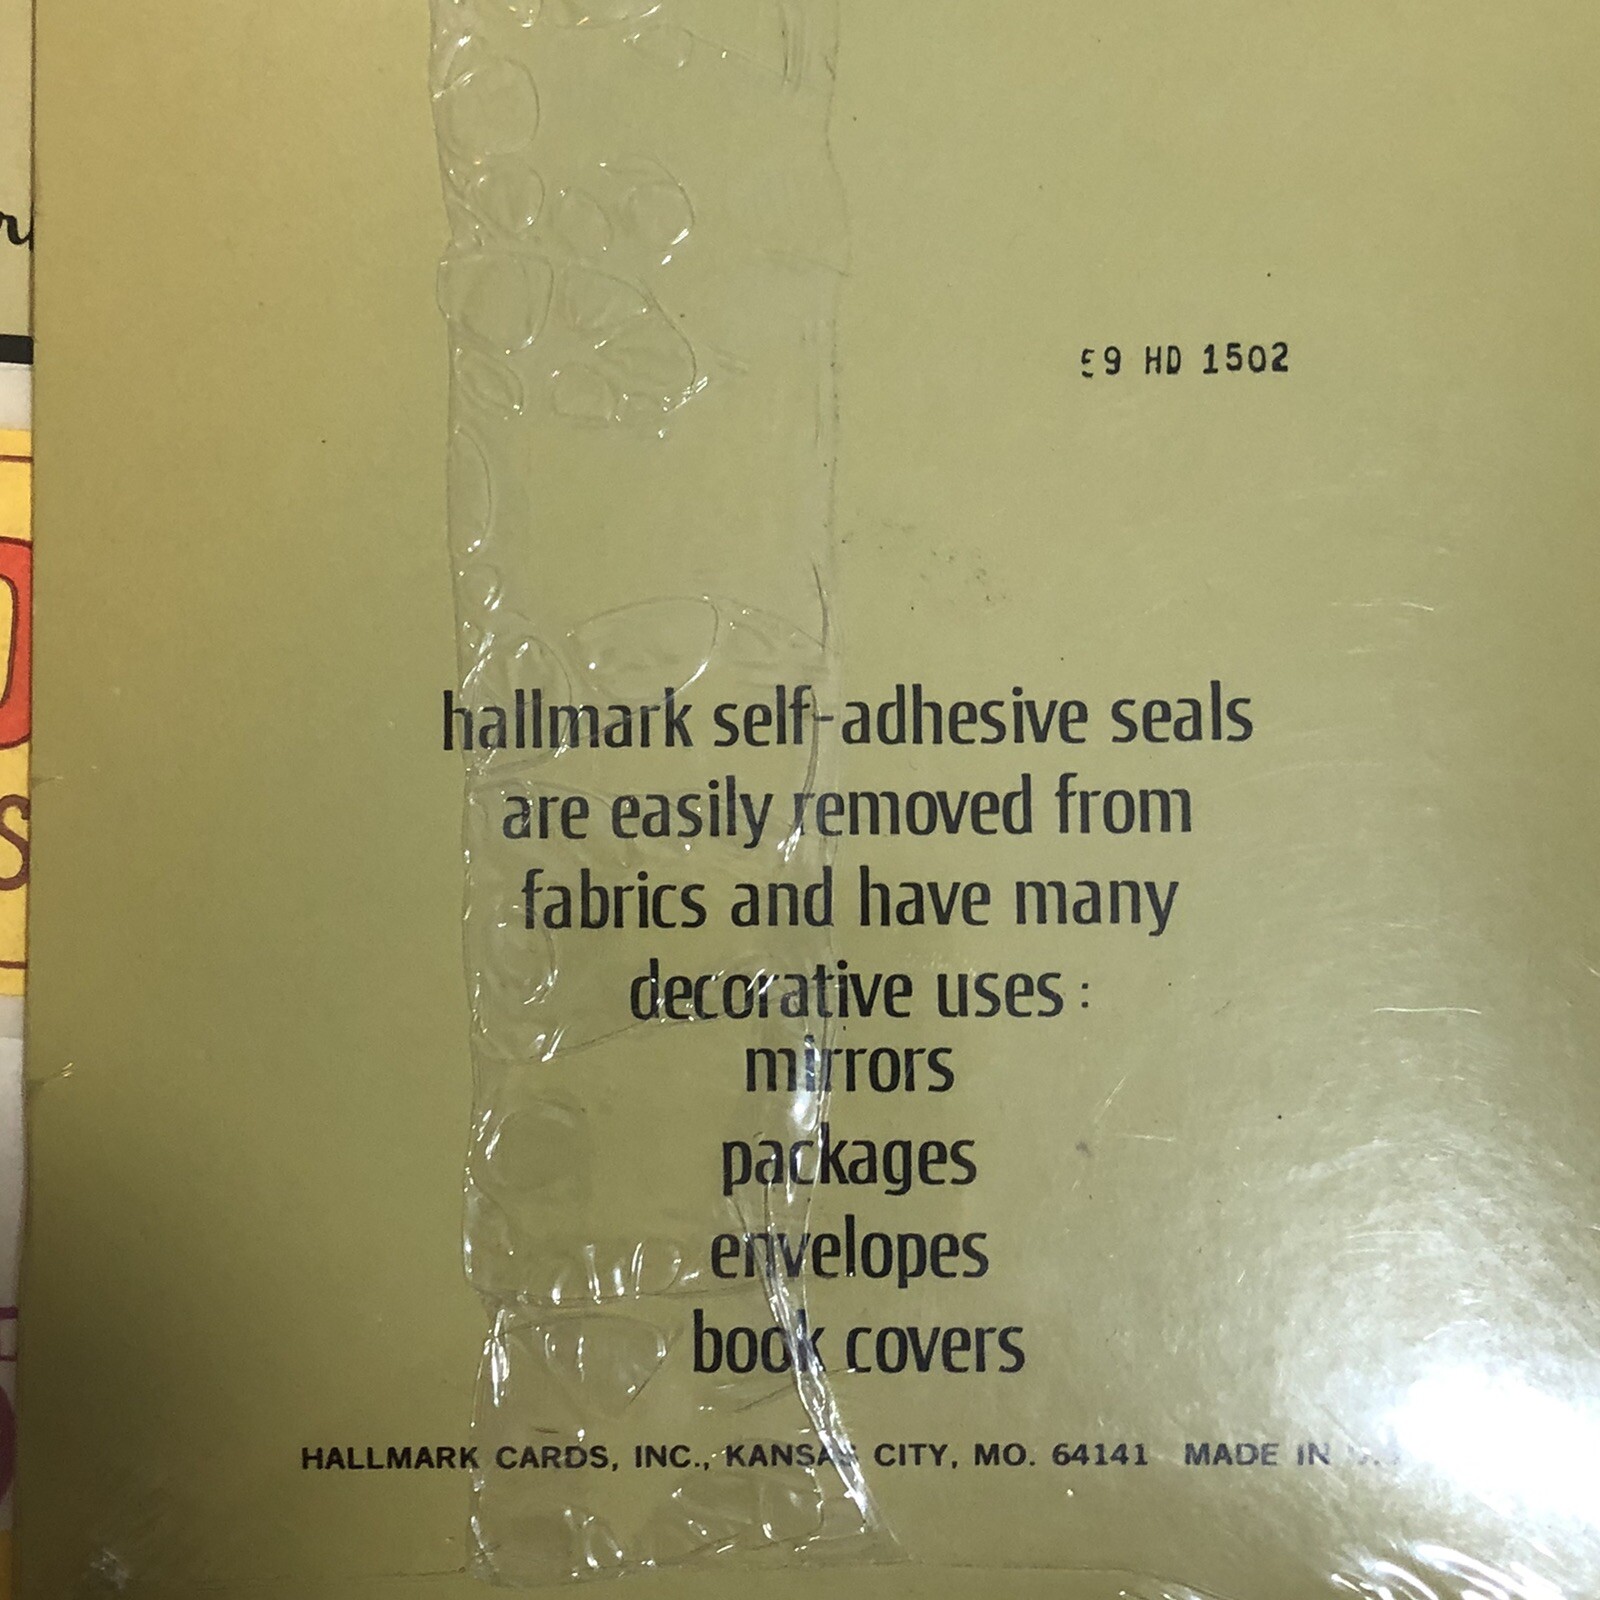 59 HD 1502
hallmark self-adhesive seals
are easily removed from
fabrics and have many
decorative uses:
mirrors
packages
envelopes
book covers
HALLMARK CARDS, INC., KANSAS CITY, MO. 64141 MADE IN